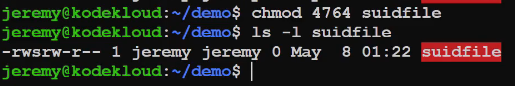 jeremy@kodekloud:~/demo$ chmod 4764 suidfile
jeremy@kodekloud:~/demo$ ls -l suidfile
-rwsrw-r-- 1 jeremy jeremy 0 May  8 01:22 suidfile
jeremy@kodekloud:~/demo$